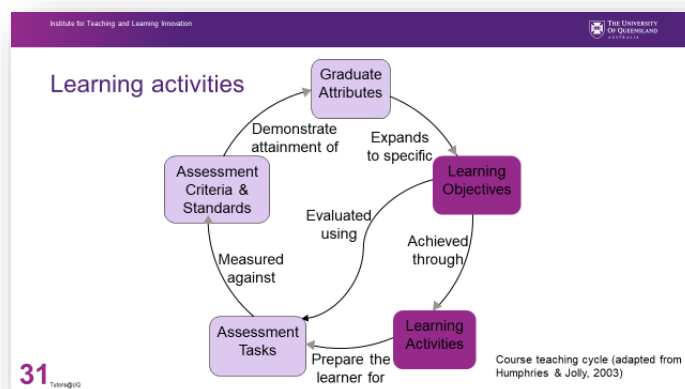 Institute for Teaching and Learning Innovation
THE UNIVERSITY
OF QUEENSLAND
AUSTRALIA
Learning activities
Graduate
Attributes
Demonstrate
attainment of
Expands
to specific
Assessment
Criteria &
Standards
Learning
Objectives
Evaluated
using
Achieved
through
Measured
against
Assessment
Tasks
Learning
Activities
Prepare the
learner for
Course teaching cycle (adapted from
Humphries & Jolly, 2003)
31
Tutors@UQ